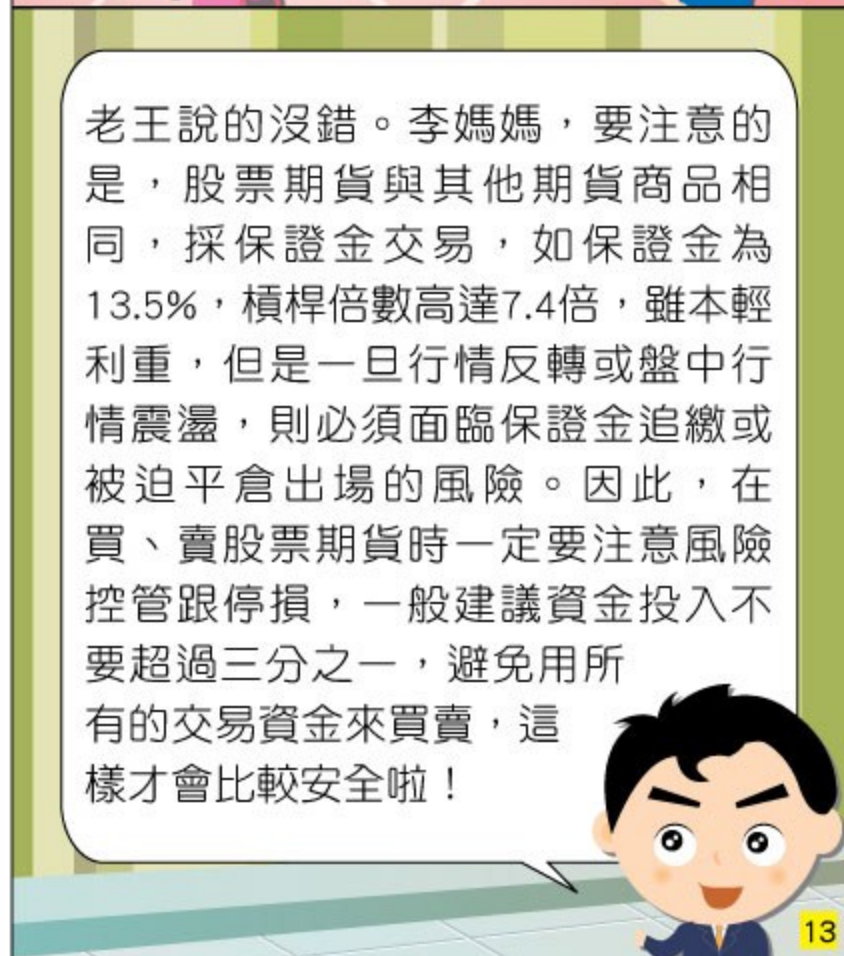 老王說的沒錯。李媽媽，要注意的
是，股票期貨與其他期貨商品相
同，採保證金交易，如保證金為
13.5%，槓桿倍數高達7.4倍，雖本輕
利重，但是一旦行情反轉或盤中行
情震盪，則必須面臨保證金追繳或
被迫平倉出場的風險。因此，在
買、賣股票期貨時一定要注意風險
控管跟停損，一般建議資金投入不
要超過三分之一，避免用所
有的交易資金來買賣，這
樣才會比較安全啦！
13